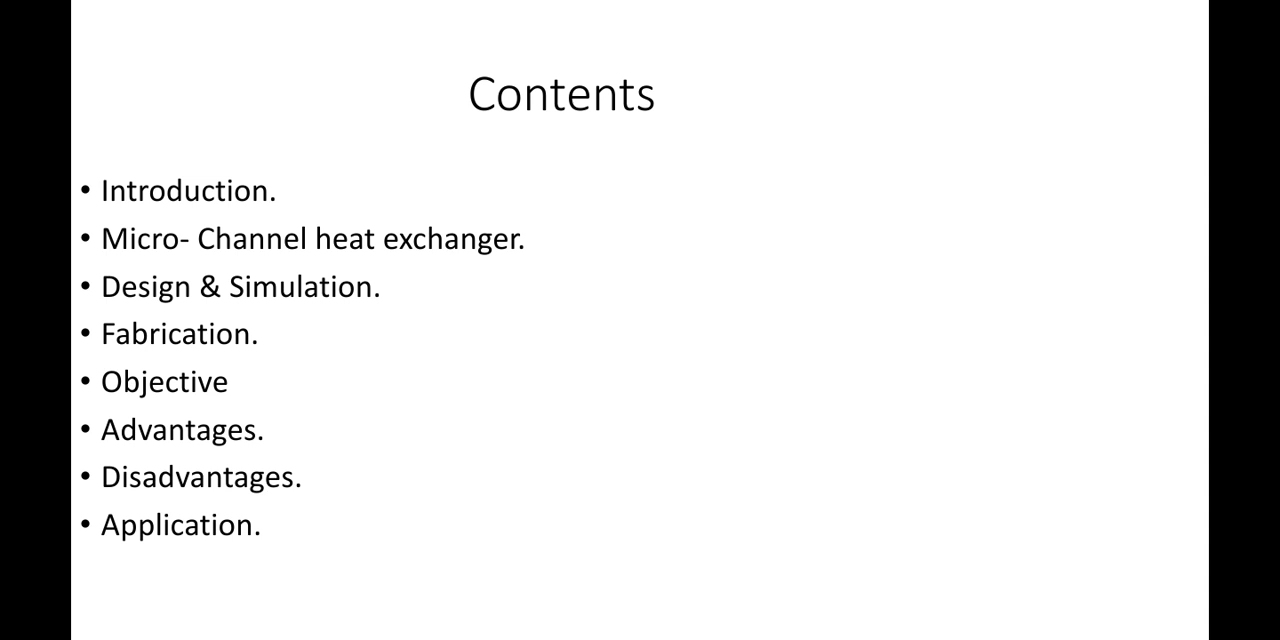 Contents
• Introduction.
• Micro- Channel heat exchanger.
• Design & Simulation.
• Fabrication.
• Objective
• Advantages.
• Disadvantages.
• Application.